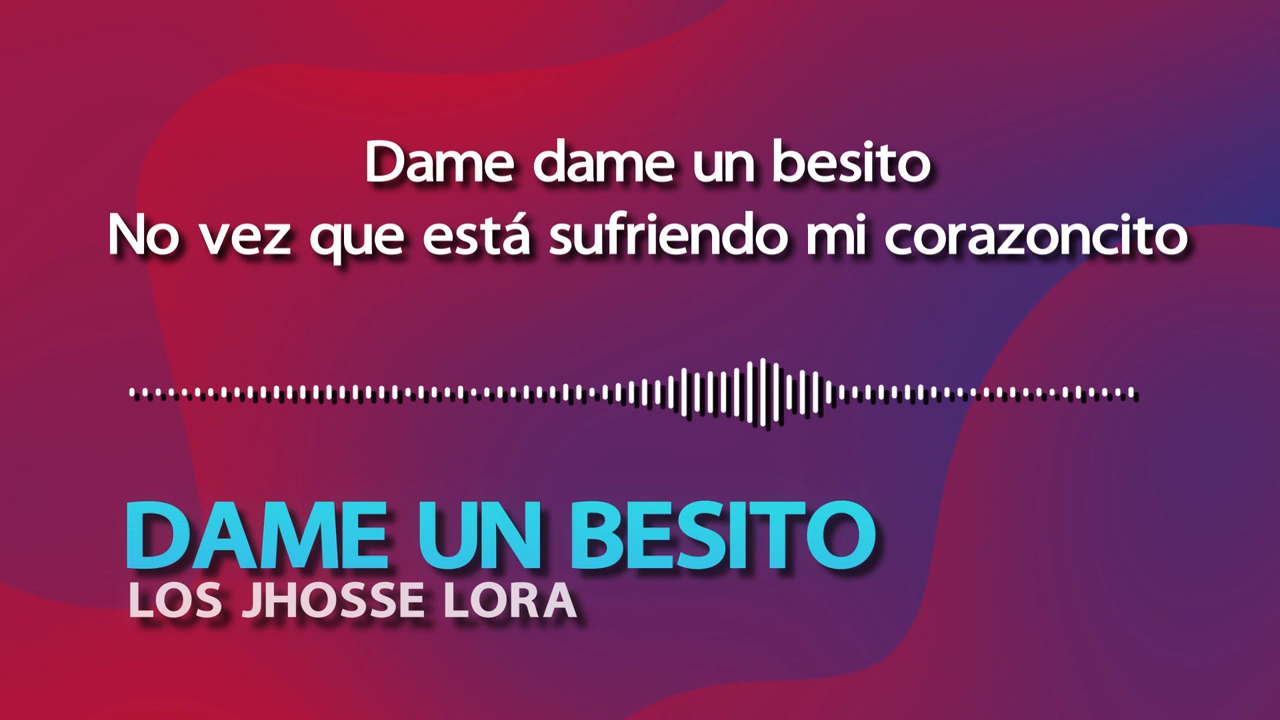 Dame dame un besito
No vez que está sufriendo mi corazoncito
DAME UN BESITO
LOS JHOSSE LORA